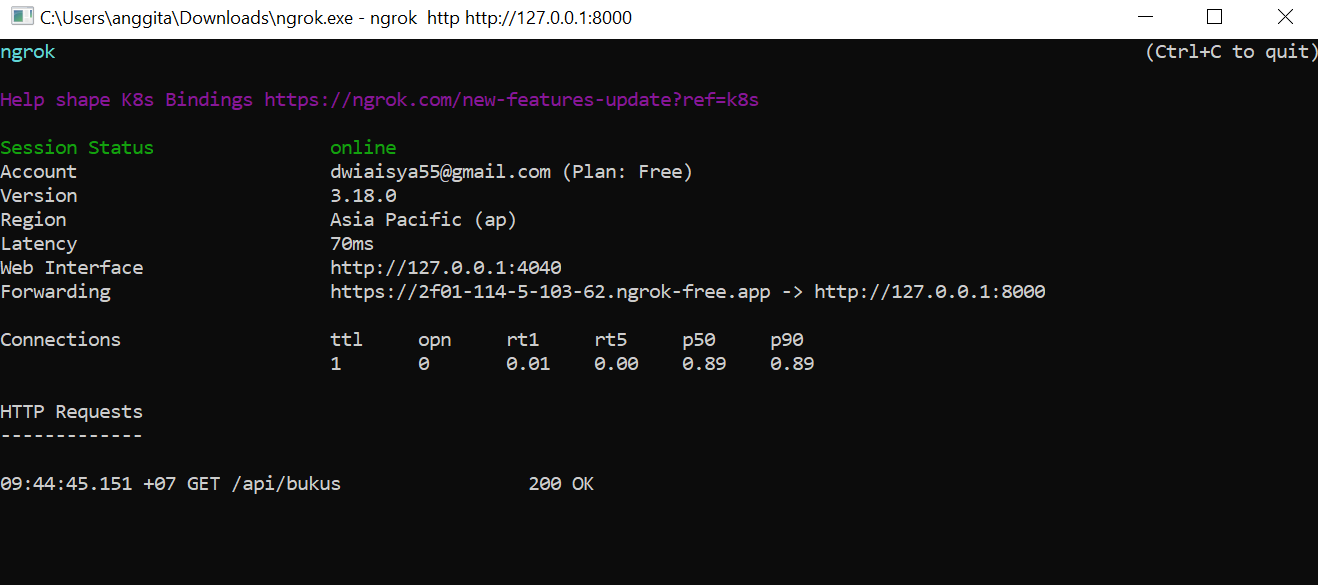 C:\Users\anggita\Downloads\ngrok.exe - ngrok  http http://127.0.0.1:8000
ngrok (Ctrl+C to quit)
Help shape K8s Bindings https://ngrok.com/new-features-update?ref=k8s
Session Status online
Account dwiaisya55@gmail.com (Plan: Free)
Version 3.18.0
Region Asia Pacific (ap)
Latency 70ms
Web Interface http://127.0.0.1:4040
Forwarding https://2f01-114-5-103-62.ngrok-free.app -> http://127.0.0.1:8000
Connections ttl opn rt1 rt5 p50 p90
1 0 0.01 0.00 0.89 0.89
HTTP Requests
-------------
09:44:45.151 +07 GET /api/bukus 200 OK